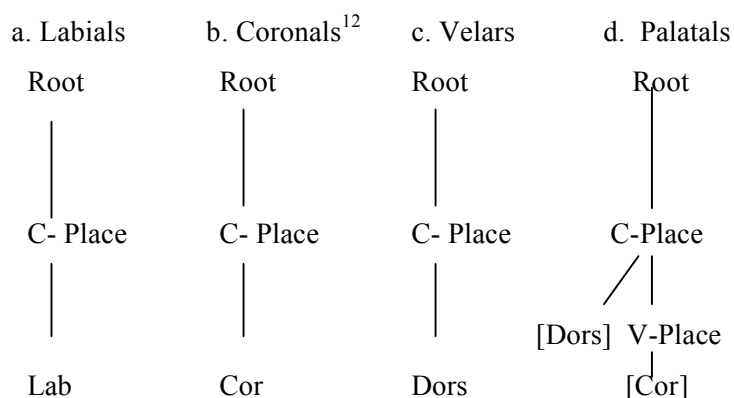 a. Labials b. Coronals12 c. Velars d. Palatals
Root Root Root Root
C- Place C- Place C- Place C-Place
[Dors] V-Place
Lab Cor Dors [Cor]